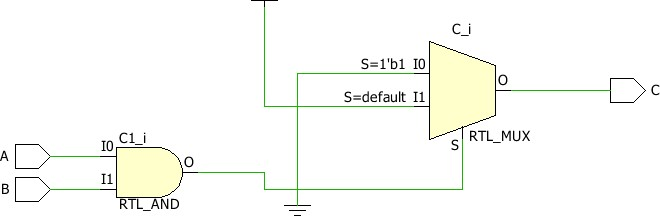 C_i
S=1'b1 I0
O
C
S=default I1
S
RTL_MUX
C1_i
A
I0
O
B
I1
RTL_AND